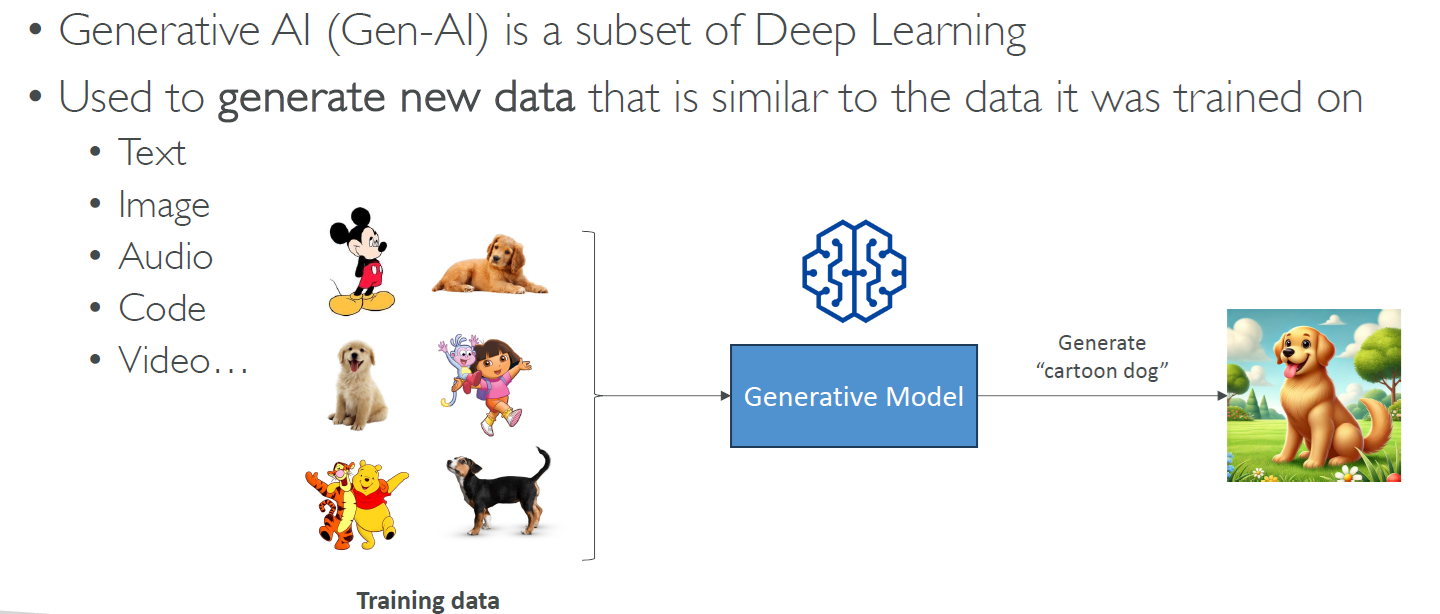 • Generative AI (Gen-AI) is a subset of Deep Learning
• Used to generate new data that is similar to the data it was trained on
• Text
• Image
• Audio
• Code
• Video…
Training data
Generative Model
Generate
“cartoon dog”